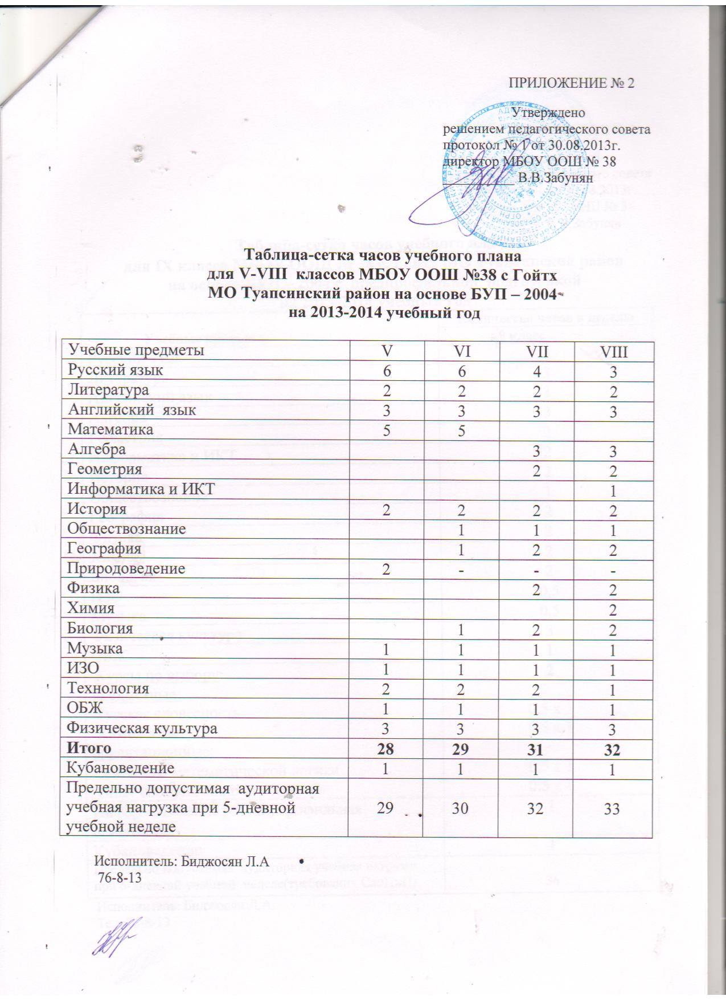 ПРИЛОЖЕНИЕ № 2
Утверждено
решением педагогического совета
протокол № 1 от 30.08.2013г.
директор МБОУ ООШ № 38
__________ В.В.Забунян
Таблица-сетка часов учебного плана
для V-VIII классов МБОУ ООШ №38 с Гойтх
МО Туапсинский район на основе БУП – 2004
на 2013-2014 учебный год
Учебные предметы V VI VII VIII
Русский язык 6 6 4 3
Литература 2 2 2 2
Английский язык 3 3 3 3
Математика 5 5
Алгебра 3 3
Геометрия 2 2
Информатика и ИКТ 1
История 2 2 2 2
Обществознание 1 1 1
География 1 2 2
Природоведение 2 - - -
Физика 2 2
Химия 2
Биология 1 2 2
Музыка 1 1 1 1
ИЗО 1 1 1 1
Технология 2 2 2 1
ОБЖ 1 1 1 1
Физическая культура 3 3 3 3
Итого 28 29 31 32
Кубановедение 1 1 1 1
Предельно допустимая аудиторная
учебная нагрузка при 5-дневной 29 30 32 33
учебной неделе
Исполнитель: Биджосян Л.А
76-8-13